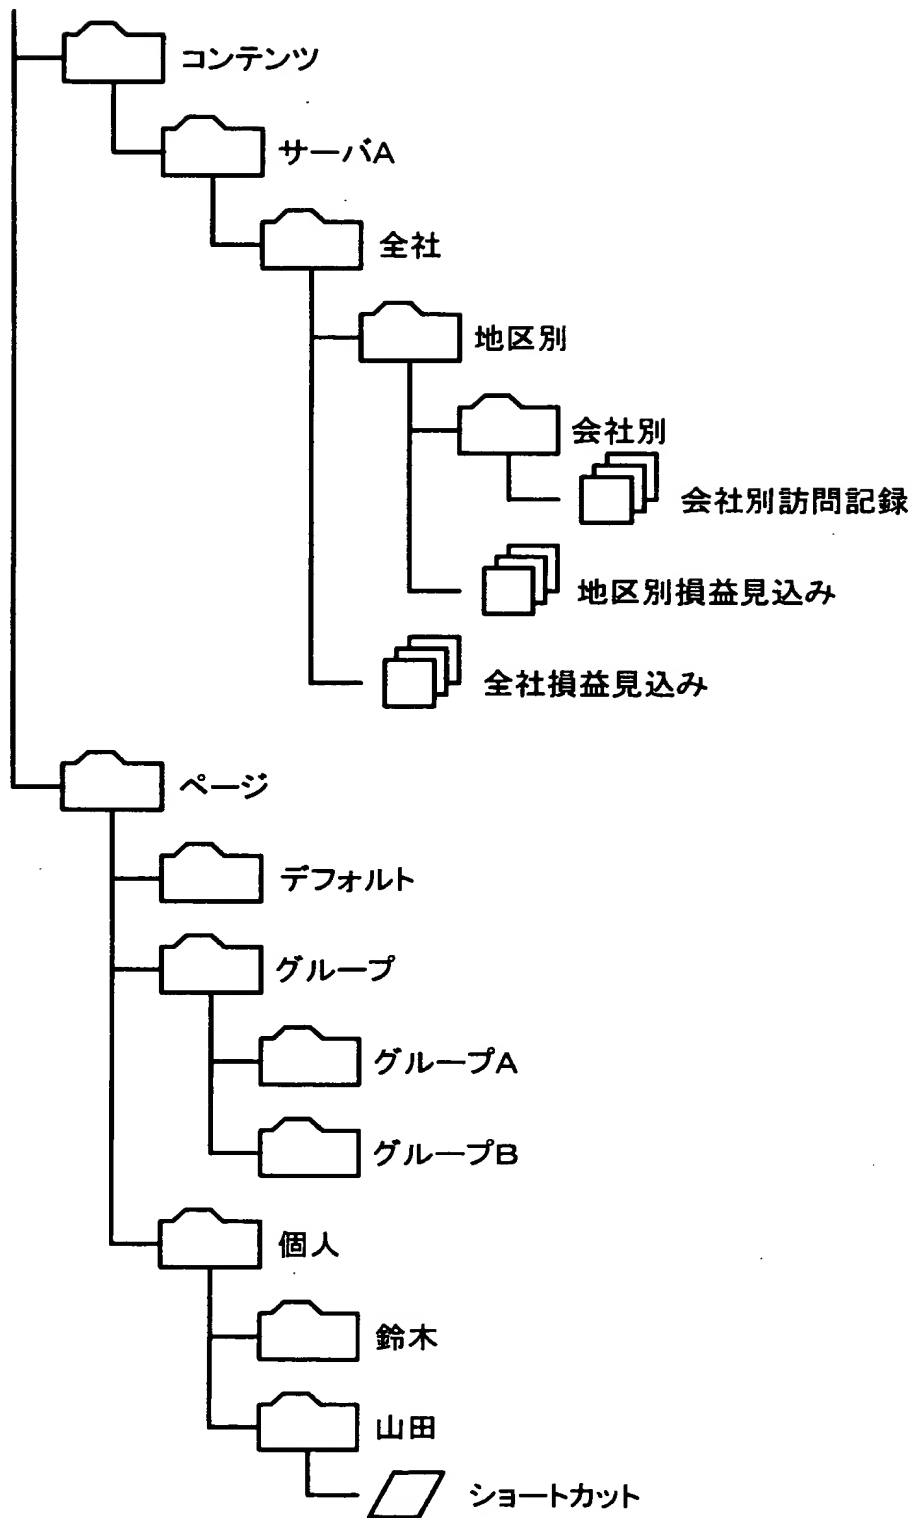 コンテンツ
サーバA
全社
地区別
会社別
会社別訪問記録
地区別損益見込み
全社損益見込み
ページ
デフォルト
グループ
グループA
グループB
個人
鈴木
山田
ショートカット